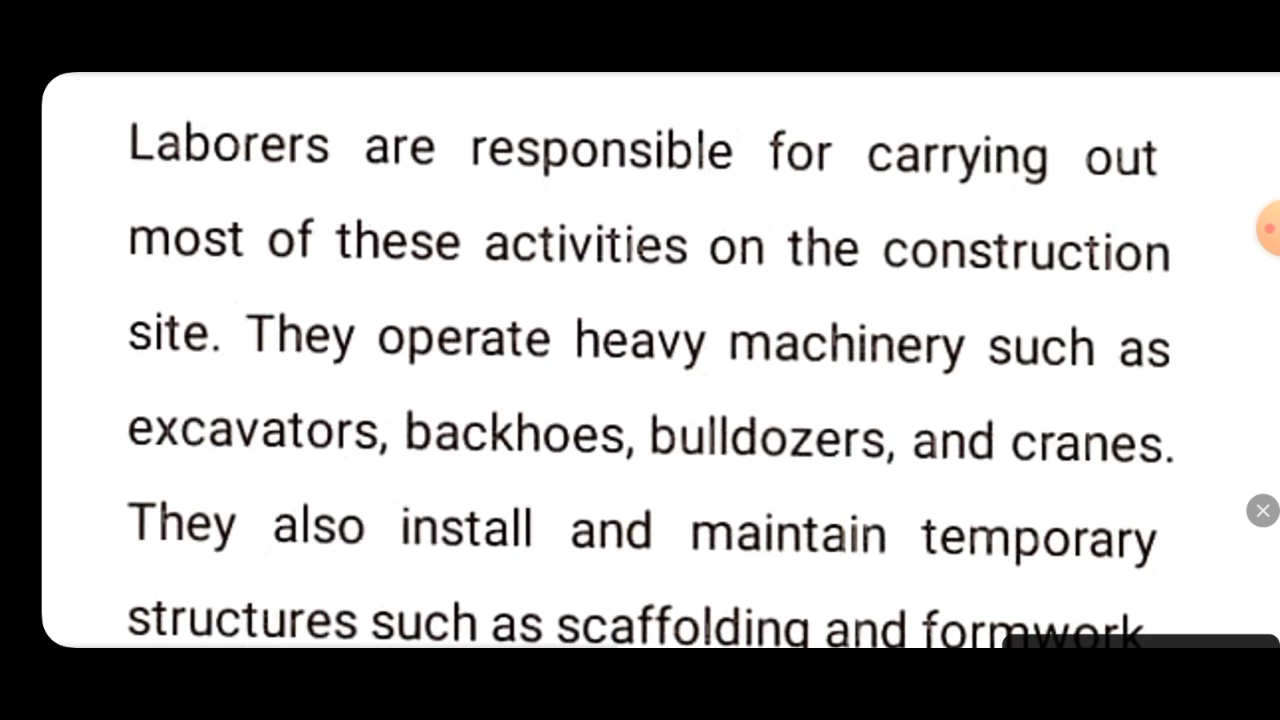 Laborers are responsible for carrying out
most of these activities on the construction
site. They operate heavy machinery such as
excavators, backhoes, bulldozers, and cranes.
They also install and maintain temporary
structures such as scaffolding and formwork